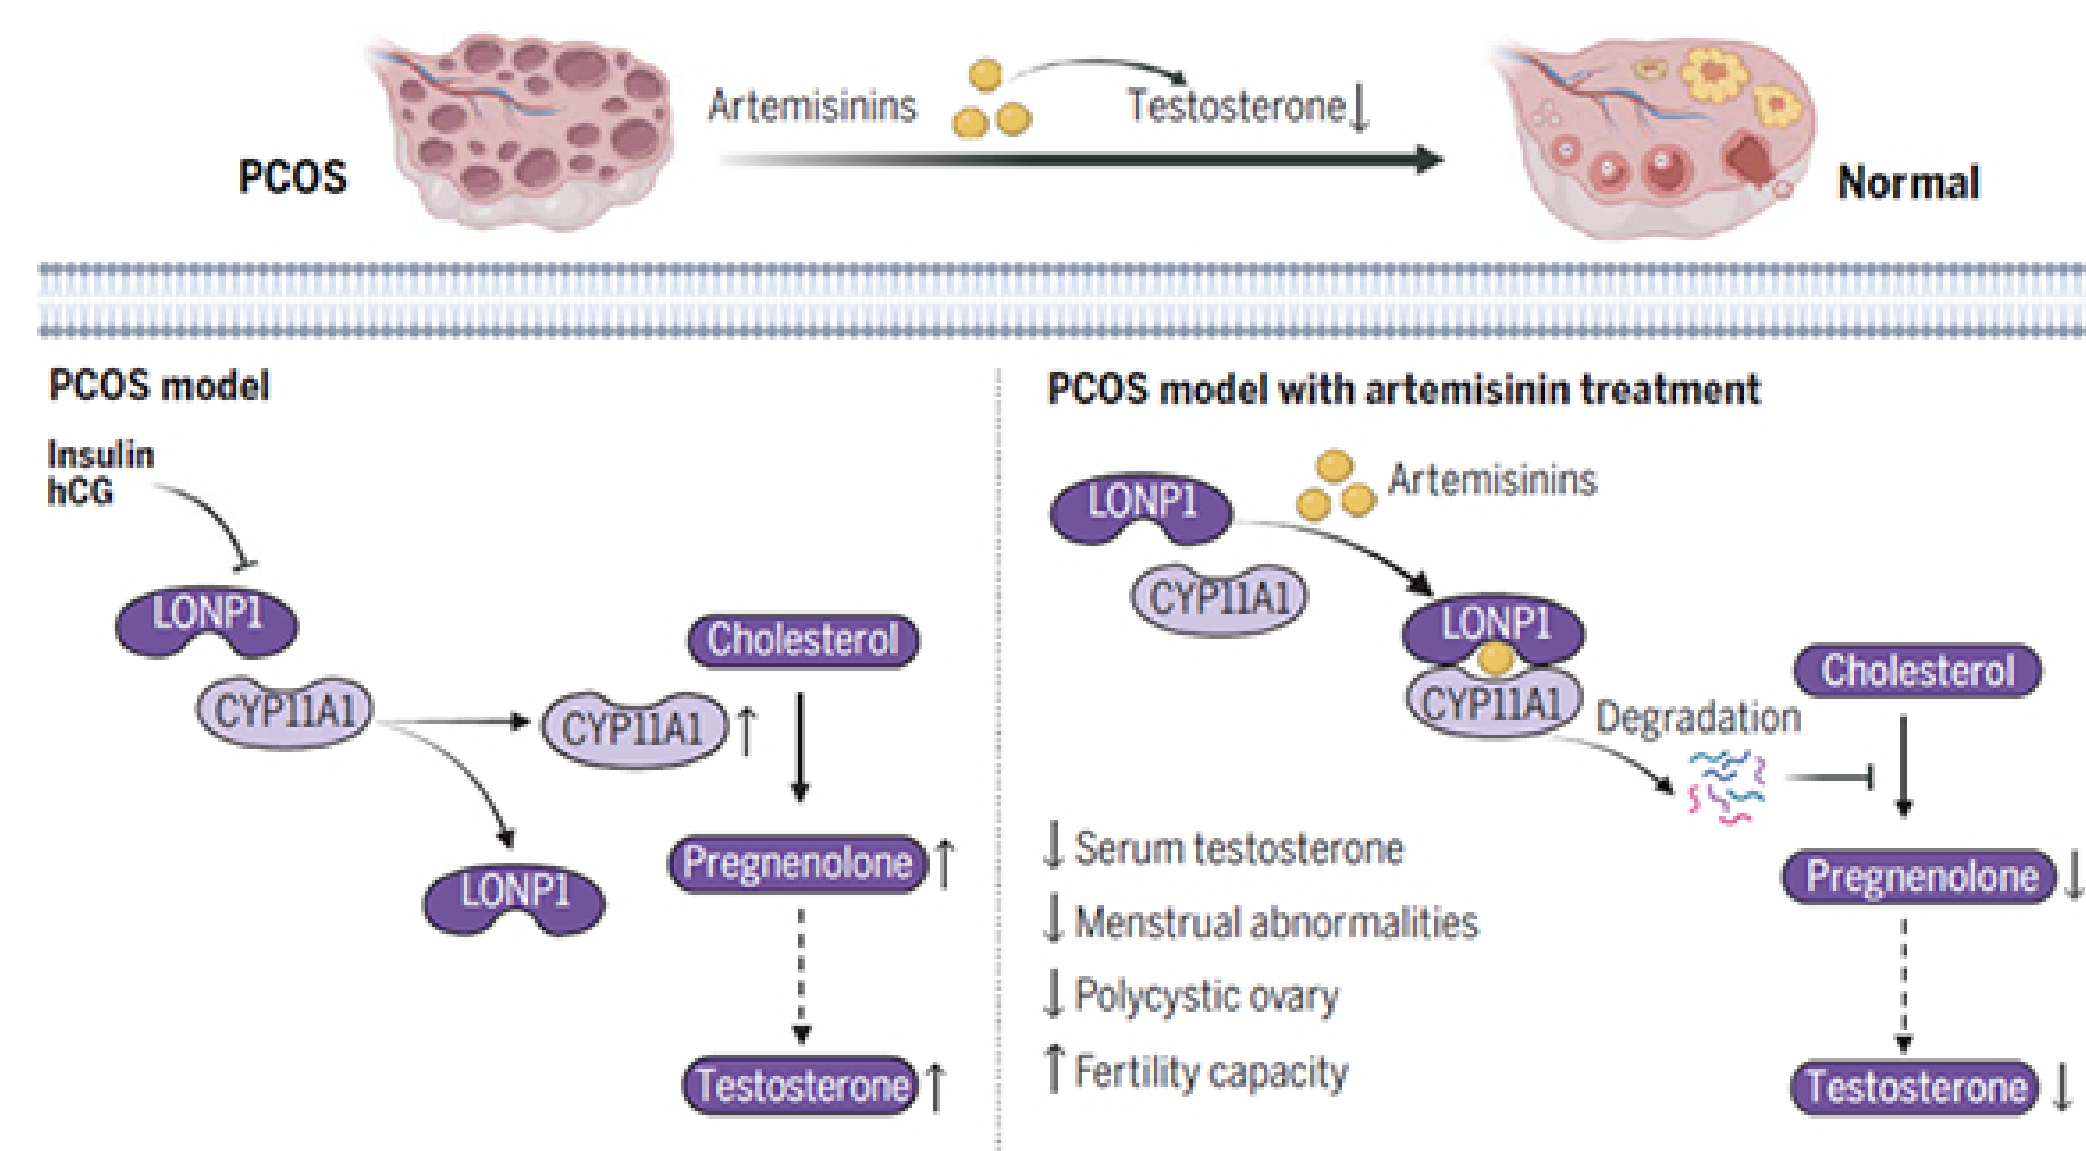 Artemisinins
Testosterone↓
PCOS
Normal
PCOS model
Insulin
hCG
LONP1
CYP11A1
CYP11A1 ↑
LONP1
Cholesterol
Pregnenolone ↑
Testosterone ↑
PCOS model with artemisinin treatment
LONP1
Artemisinins
CYP11A1
LONP1
CYP11A1
Degradation
Cholesterol
Pregnenolone ↓
Testosterone ↓
↓ Serum testosterone
↓ Menstrual abnormalities
↓ Polycystic ovary
↑ Fertility capacity